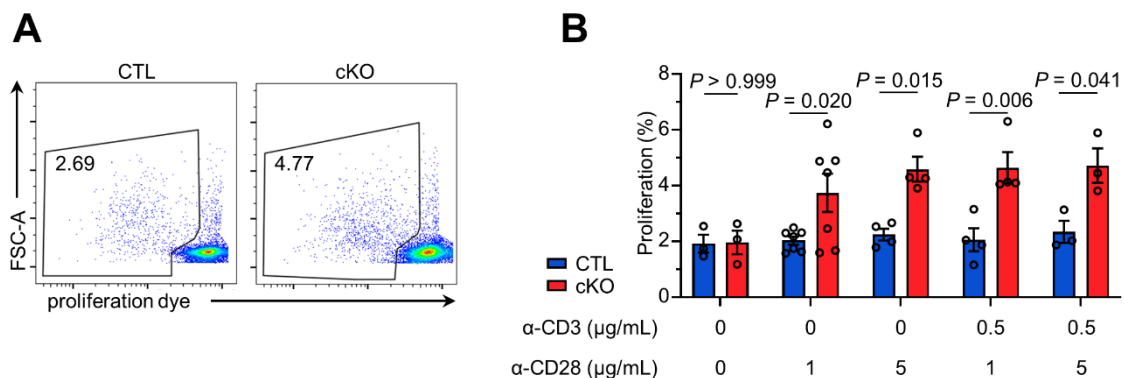 A
CTL
cKO
2.69
4.77
FSC-A
proliferation dye
B
Proliferation (%)
8
6
4
2
0
P > 0.999
P = 0.020
P = 0.015
P = 0.006
P = 0.041
CTL
cKO
α-CD3 (µg/mL) 0 0 0 0.5 0.5
α-CD28 (µg/mL) 0 1 5 1 5